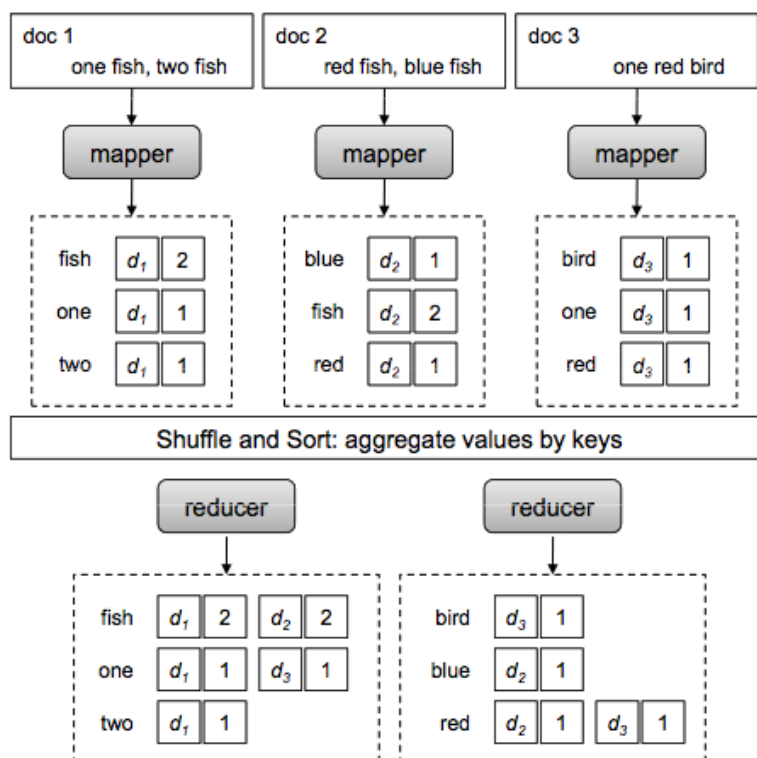 doc 1
one fish, two fish
doc 2
red fish, blue fish
doc 3
one red bird
mapper
mapper
mapper
fish d₁ 2
one d₁ 1
two d₁ 1
blue d₂ 1
fish d₂ 2
red d₂ 1
bird d₃ 1
one d₃ 1
red d₃ 1
Shuffle and Sort: aggregate values by keys
reducer
reducer
fish d₁ 2 d₂ 2
one d₁ 1 d₃ 1
two d₁ 1
bird d₃ 1
blue d₂ 1
red d₂ 1 d₃ 1